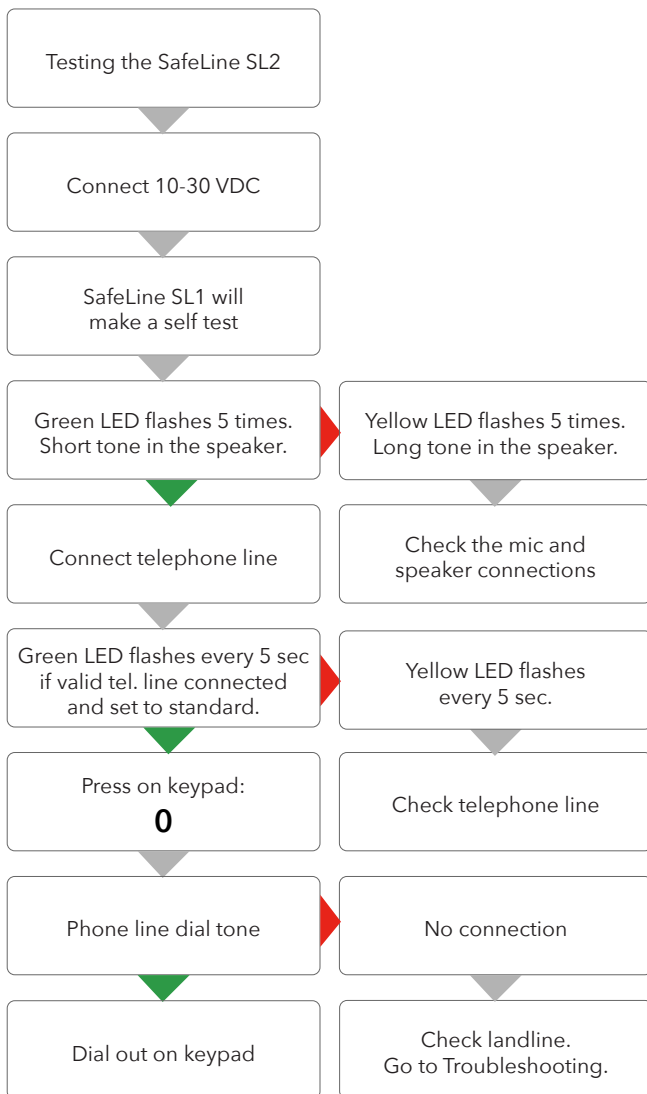 Testing the SafeLine SL2
Connect 10-30 VDC
SafeLine SL1 will
make a self test
Green LED flashes 5 times.
Short tone in the speaker.
Yellow LED flashes 5 times.
Long tone in the speaker.
Connect telephone line
Check the mic and
speaker connections
Green LED flashes every 5 sec
if valid tel. line connected
and set to standard.
Yellow LED flashes
every 5 sec.
Press on keypad:
0
Check telephone line
Phone line dial tone
No connection
Dial out on keypad
Check landline.
Go to Troubleshooting.